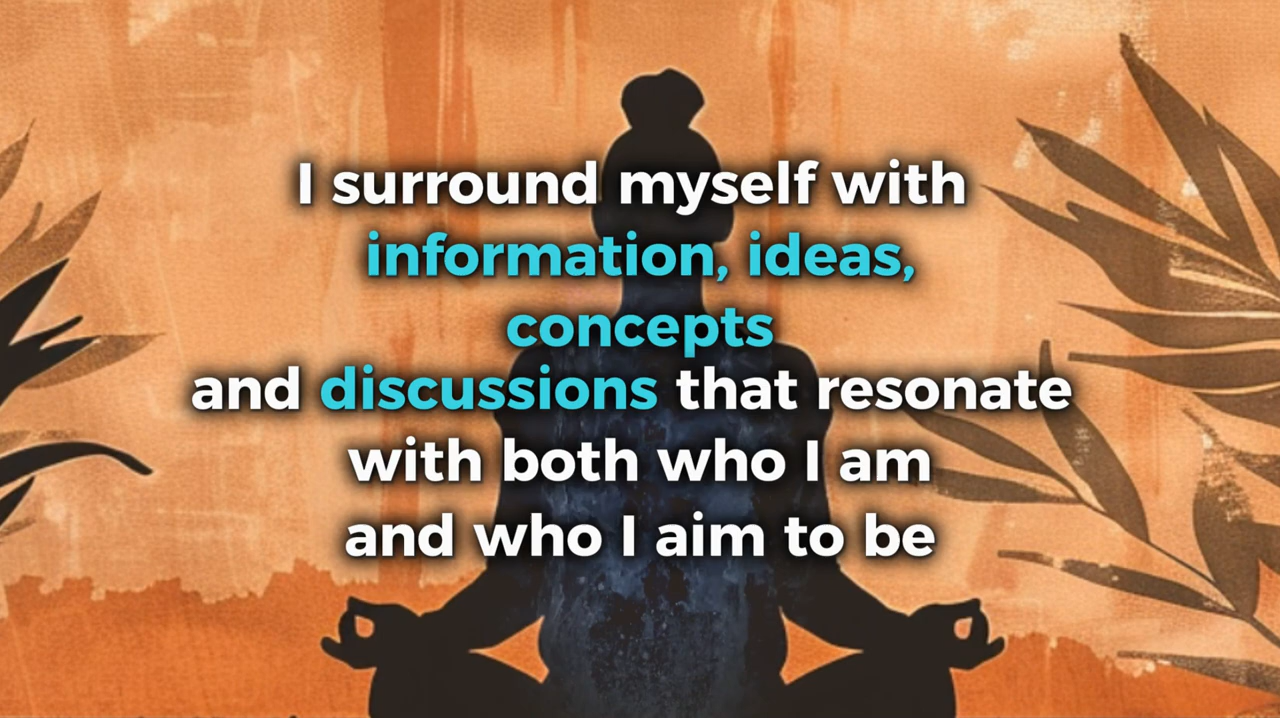 I surround myself with
information, ideas,
concepts
and discussions that resonate
with both who I am
and who I aim to be